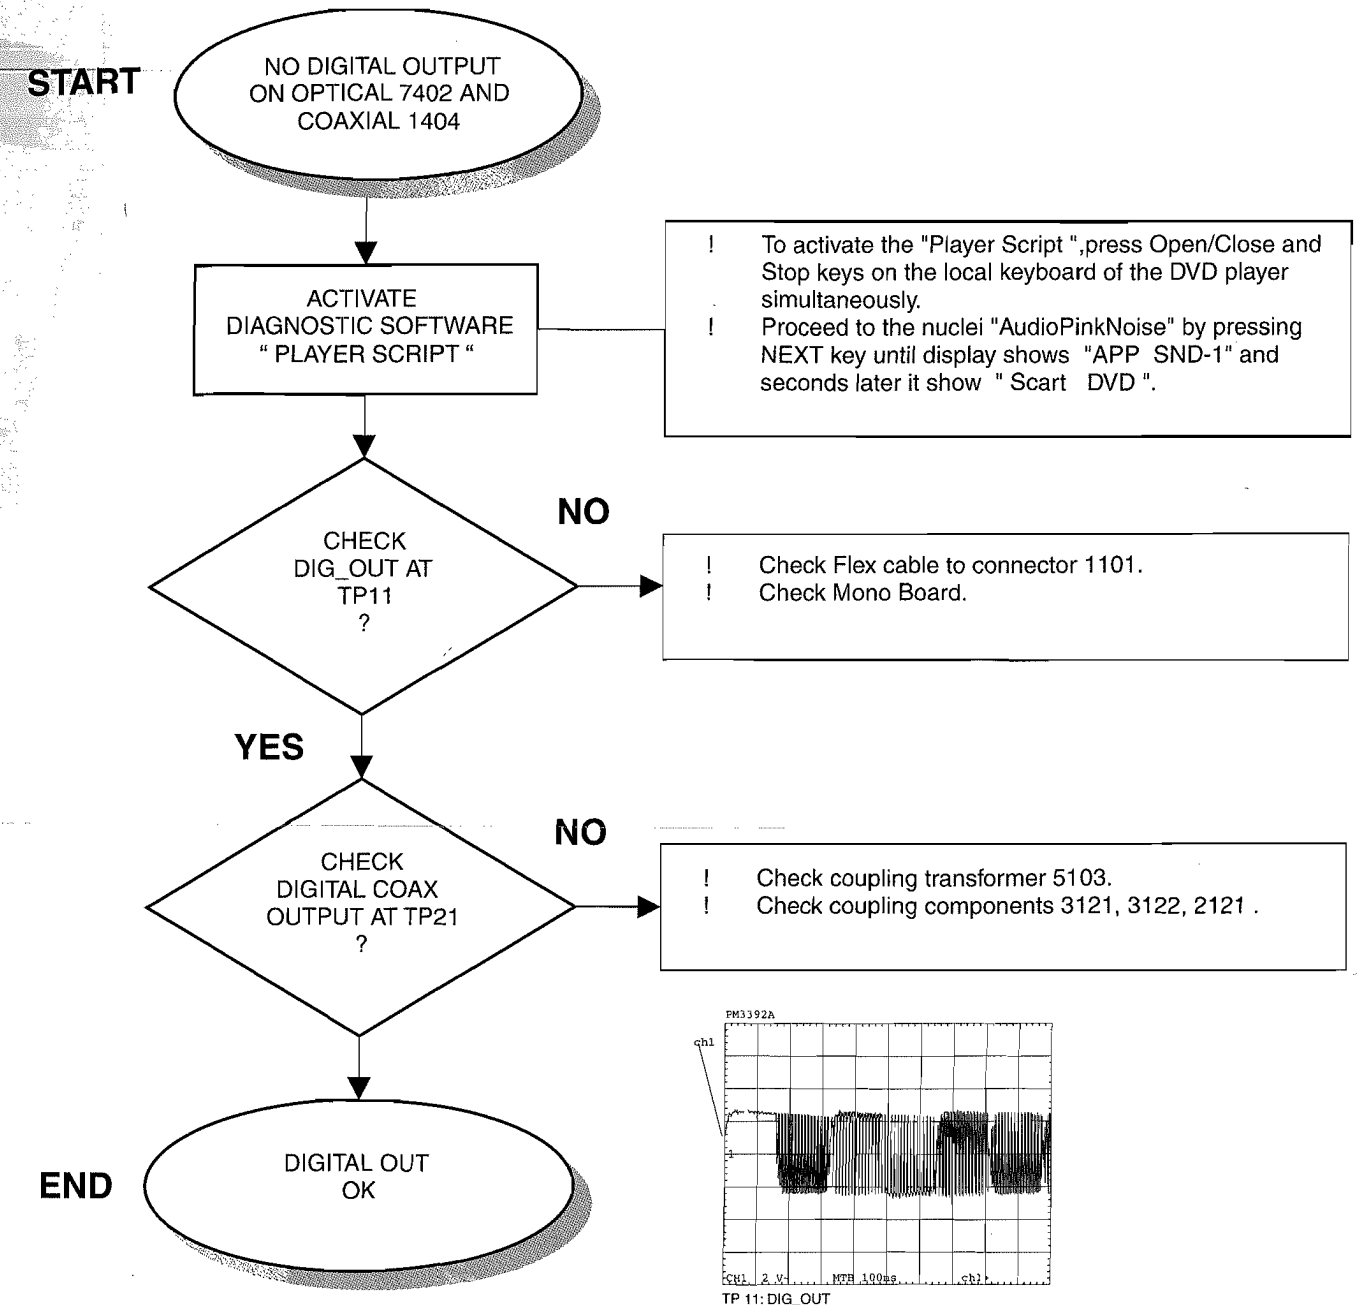 START
NO DIGITAL OUTPUT
ON OPTICAL 7402 AND
COAXIAL 1404
ACTIVATE
DIAGNOSTIC SOFTWARE
“ PLAYER SCRIPT “
! To activate the "Player Script ",press Open/Close and
Stop keys on the local keyboard of the DVD player
simultaneously.
! Proceed to the nuclei "AudioPinkNoise" by pressing
NEXT key until display shows "APP SND-1" and
seconds later it show " Scart DVD ".
CHECK
DIG_OUT AT
TP11
?
NO
! Check Flex cable to connector 1101.
! Check Mono Board.
YES
CHECK
DIGITAL COAX
OUTPUT AT TP21
?
NO
! Check coupling transformer 5103.
! Check coupling components 3121, 3122, 2121 .
END
DIGITAL OUT
OK
PM3392A
ch1
1
CH1 2 V~ MTB 100ms ch1
TP 11: DIG_OUT